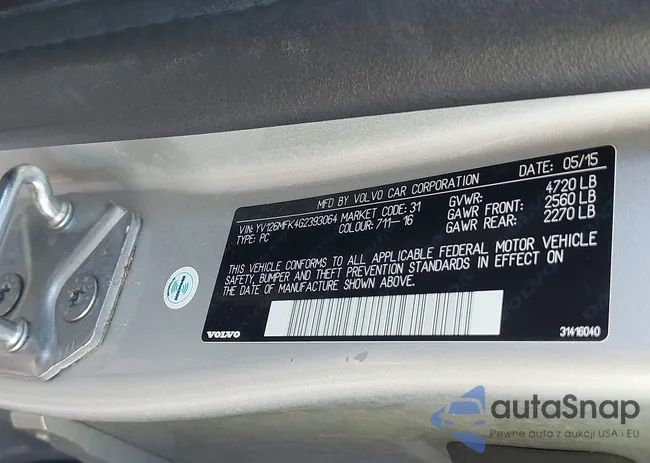 MFD BY VOLVO CAR CORPORATION DATE: 05/15
VIN: YV126MFK4G2393064 MARKET CODE: 31 GVWR: 4720 LB
TYPE: PC COLOUR: 711-16 GAWR FRONT: 2560 LB
GAWR REAR: 2270 LB
THIS VEHICLE CONFORMS TO ALL APPLICABLE FEDERAL MOTOR VEHICLE
SAFETY, BUMPER AND THEFT PREVENTION STANDARDS IN EFFECT ON
THE DATE OF MANUFACTURE SHOWN ABOVE.
VOLVO 31416040
autaSnap
Pewne auta z aukcji USA i EU